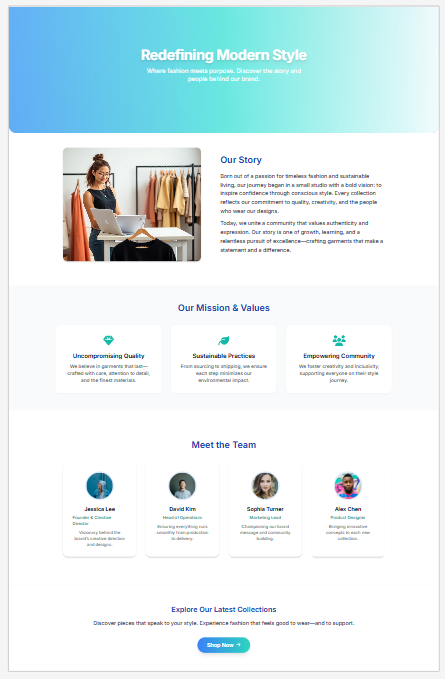 Redefining Modern Style
Where fashion meets purpose. Discover the story and
people behind our brand.
Our Story
Born out of a passion for timeless fashion and sustainable
living, our journey began in a small studio with a bold vision: to
inspire confidence through conscious style. Every collection
reflects our commitment to quality, creativity, and the people
who wear our designs.
Today, we unite a community that values authenticity and
expression. Our story is one of growth, learning, and a
relentless pursuit of excellence—crafting garments that make a
statement and a difference.
Our Mission & Values
Uncompromising Quality
We believe in garments that last—
crafted with care, attention to detail,
and the finest materials.
Sustainable Practices
From sourcing to shipping, we ensure
each step minimizes our
environmental impact.
Empowering Community
We foster creativity and inclusivity,
supporting everyone on their style
journey.
Meet the Team
Jessica Lee
Founder & Creative
Director
Visionary behind the
brand's creative direction
and designs.
David Kim
Head of Operations
Ensuring everything runs
smoothly from production
to delivery.
Sophia Turner
Marketing Lead
Championing our brand
message and community
building.
Alex Chen
Product Designer
Bringing innovative
concepts to each new
collection.
Explore Our Latest Collections
Discover pieces that speak to your style. Experience fashion that feels good to wear—and to support.
Shop Now →